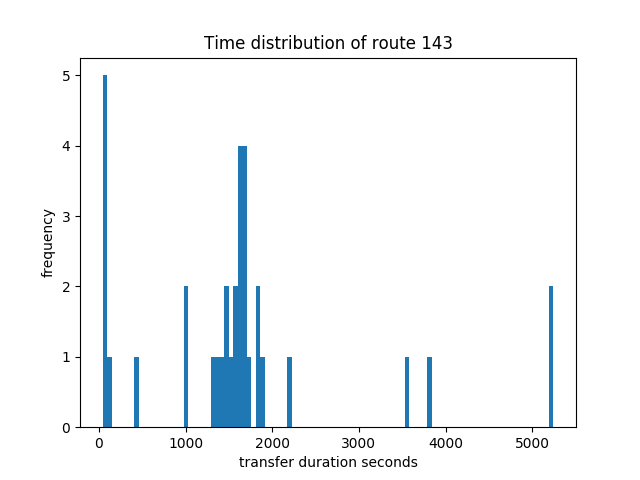 Time distribution of route 143
5
4
3
2
1
0
frequency
0 1000 2000 3000 4000 5000
transfer duration seconds